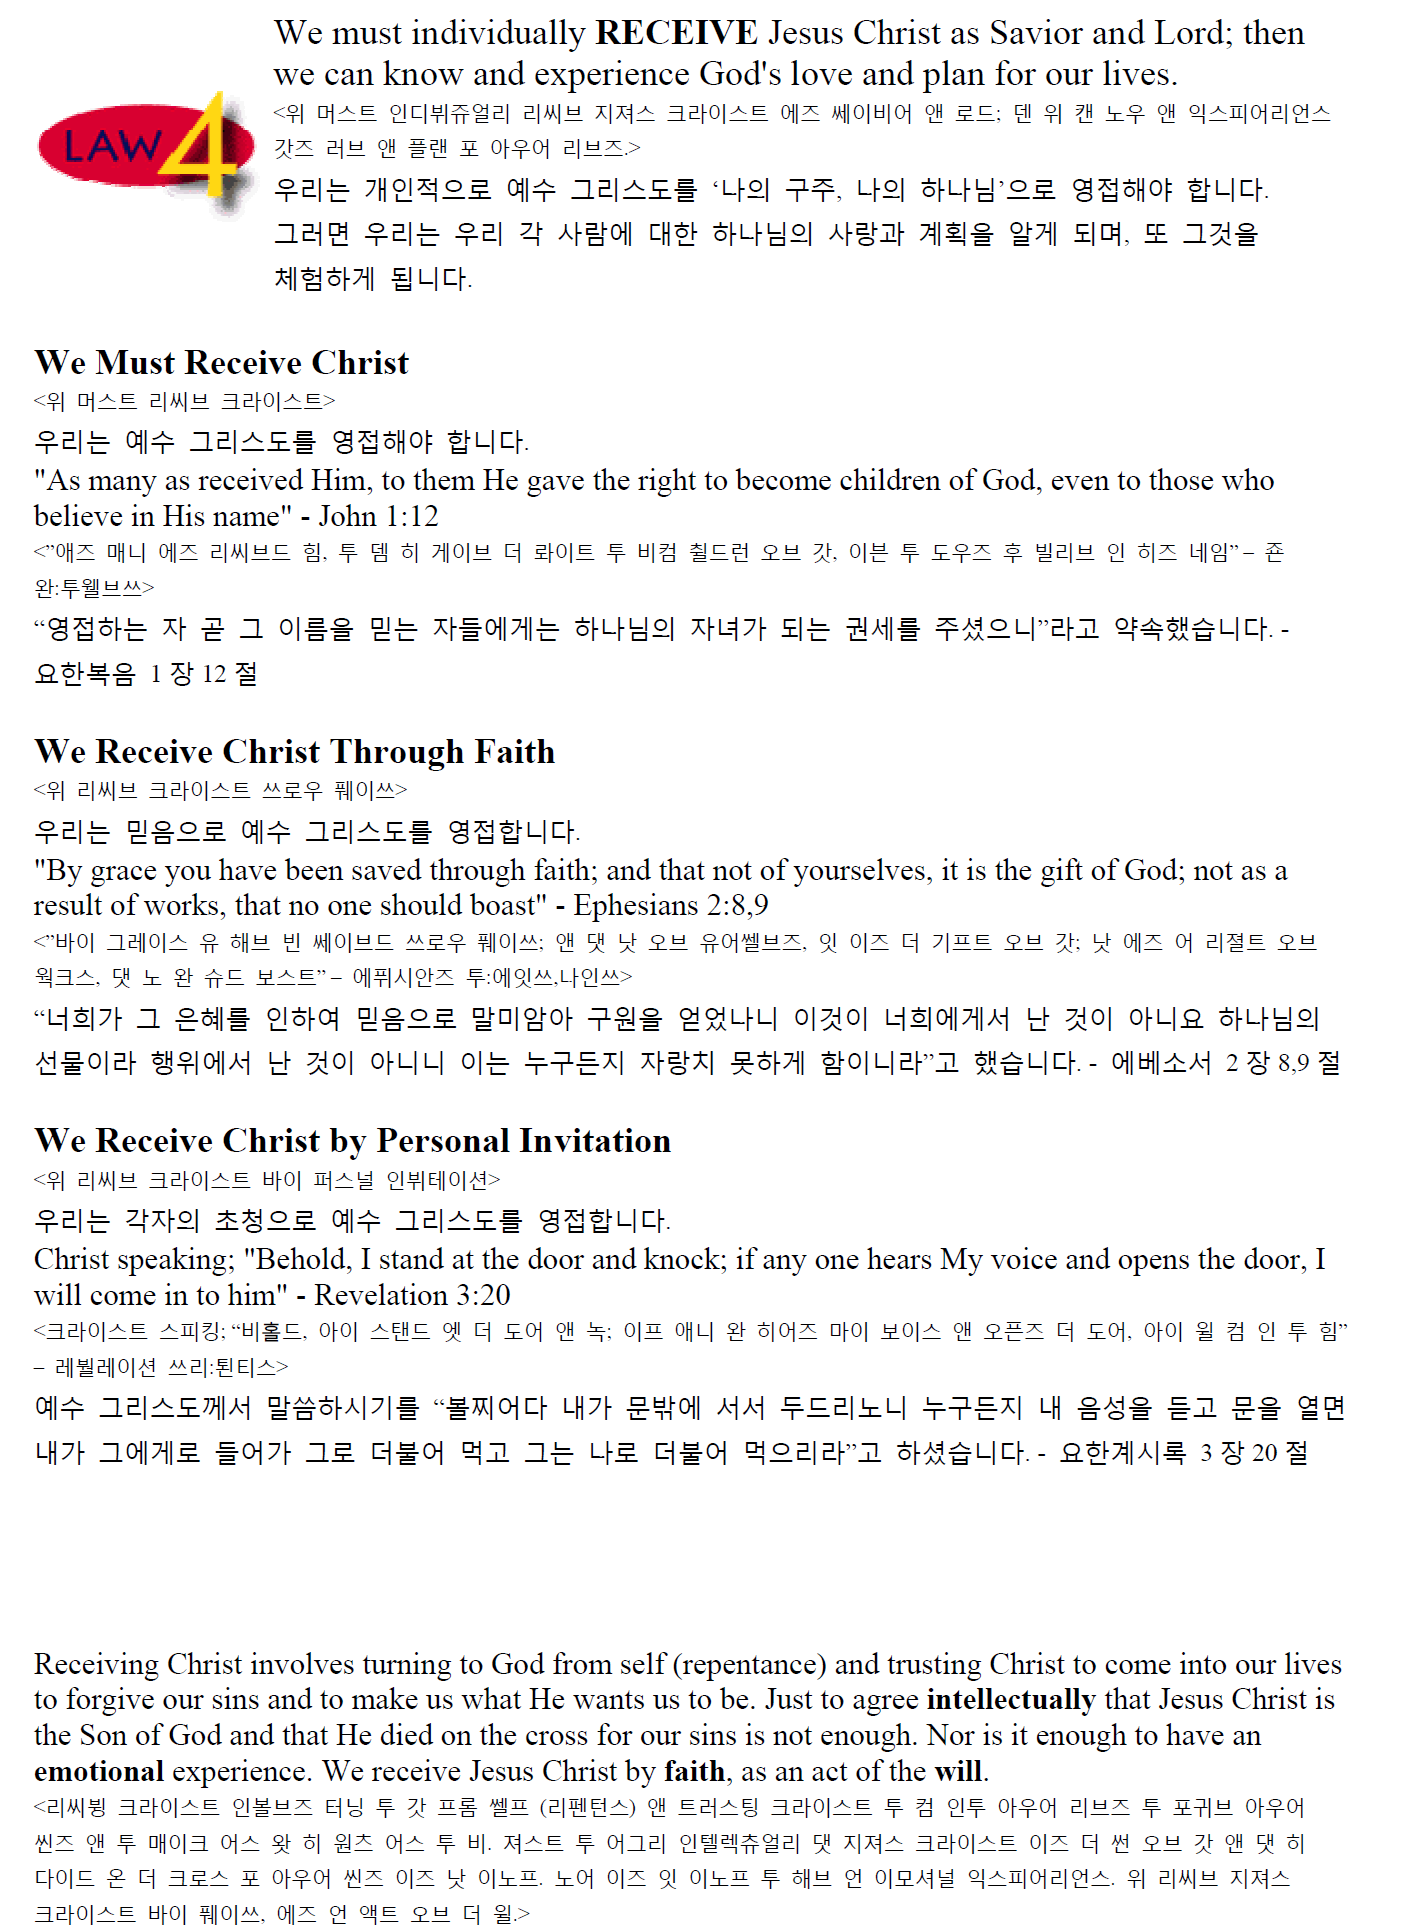 We must individually RECEIVE Jesus Christ as Savior and Lord; then
we can know and experience God's love and plan for our lives.
<위 머스트 인디뷔쥬얼리 리씨브 지져스 크라이스트 에즈 쎄이비어 앤 로드; 덴 위 캔 노우 앤 익스피어리언스
갓즈 러브 앤 플랜 포 아우어 리브즈.>
LAW 4
우리는 개인적으로 예수 그리스도를 ‘나의 구주, 나의 하나님’으로 영접해야 합니다.
그러면 우리는 우리 각 사람에 대한 하나님의 사랑과 계획을 알게 되며, 또 그것을
체험하게 됩니다.
We Must Receive Christ
<위 머스트 리씨브 크라이스트>
우리는 예수 그리스도를 영접해야 합니다.
"As many as received Him, to them He gave the right to become children of God, even to those who
believe in His name" - John 1:12
<”애즈 매니 에즈 리씨브드 힘, 투 뎀 히 게이브 더 롸이트 투 비컴 췰드런 오브 갓, 이븐 투 도우즈 후 빌리브 인 히즈 네임” – 죤
완:투웰브쓰>
“영접하는 자 곧 그 이름을 믿는 자들에게는 하나님의 자녀가 되는 권세를 주셨으니”라고 약속했습니다. -
요한복음 1 장 12 절
We Receive Christ Through Faith
<위 리씨브 크라이스트 쓰로우 풰이쓰>
우리는 믿음으로 예수 그리스도를 영접합니다.
"By grace you have been saved through faith; and that not of yourselves, it is the gift of God; not as a
result of works, that no one should boast" - Ephesians 2:8,9
<”바이 그레이스 유 해브 빈 쎄이브드 쓰로우 풰이쓰; 앤 댓 낫 오브 유어쎌브즈, 잇 이즈 더 기프트 오브 갓; 낫 에즈 어 리졀트 오브
웍크스, 댓 노 완 슈드 보스트” – 에퓌시안즈 투:에잇쓰,나인쓰>
“너희가 그 은혜를 인하여 믿음으로 말미암아 구원을 얻었나니 이것이 너희에게서 난 것이 아니요 하나님의
선물이라 행위에서 난 것이 아니니 이는 누구든지 자랑치 못하게 함이니라”고 했습니다. - 에베소서 2 장 8,9 절
We Receive Christ by Personal Invitation
<위 리씨브 크라이스트 바이 퍼스널 인뷔테이션>
우리는 각자의 초청으로 예수 그리스도를 영접합니다.
Christ speaking; "Behold, I stand at the door and knock; if any one hears My voice and opens the door, I
will come in to him" - Revelation 3:20
<크라이스트 스피킹; “비홀드, 아이 스탠드 엣 더 도어 앤 녹; 이프 애니 완 히어즈 마이 보이스 앤 오픈즈 더 도어, 아이 윌 컴 인 투 힘”
– 레뷜레이션 쓰리:퇸티스>
예수 그리스도께서 말씀하시기를 “볼찌어다 내가 문밖에 서서 두드리노니 누구든지 내 음성을 듣고 문을 열면
내가 그에게로 들어가 그로 더불어 먹고 그는 나로 더불어 먹으리라”고 하셨습니다. - 요한계시록 3 장 20 절
Receiving Christ involves turning to God from self (repentance) and trusting Christ to come into our lives
to forgive our sins and to make us what He wants us to be. Just to agree intellectually that Jesus Christ is
the Son of God and that He died on the cross for our sins is not enough. Nor is it enough to have an
emotional experience. We receive Jesus Christ by faith, as an act of the will.
<리씨뷩 크라이스트 인볼브즈 터닝 투 갓 프롬 쎌프 (리펜턴스) 앤 트러스팅 크라이스트 투 컴 인투 아우어 리브즈 투 포귀브 아우어
씬즈 앤 투 매이크 어스 왓 히 원츠 어스 투 비. 져스트 투 어그리 인텔렉츄얼리 댓 지져스 크라이스트 이즈 더 썬 오브 갓 앤 댓 히
다이드 온 더 크로스 포 아우어 씬즈 이즈 낫 이노프. 노어 이즈 잇 이노프 투 해브 언 이모셔널 익스피어리언스. 위 리씨브 지져스
크라이스트 바이 풰이쓰, 에즈 언 액트 오브 더 윌.>